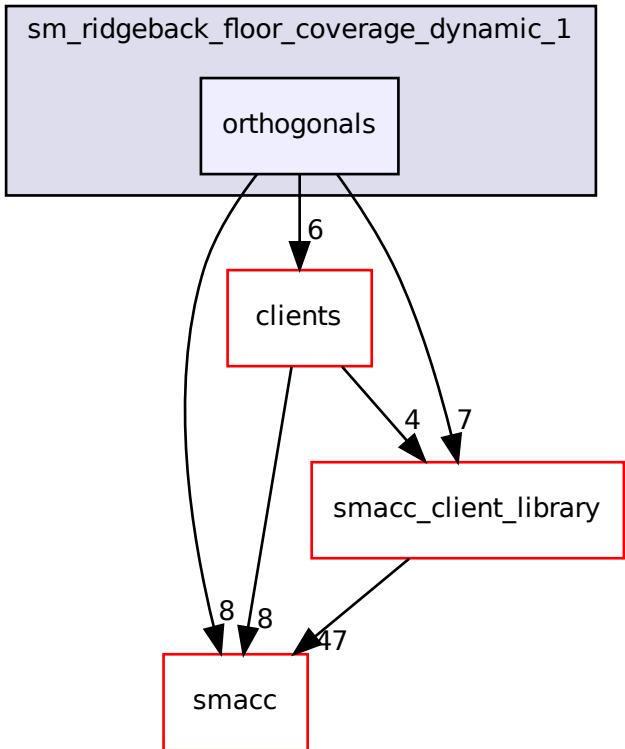 sm_ridgeback_floor_coverage_dynamic_1
orthogonals
6
clients
4
7
smacc_client_library
8
8
47
smacc